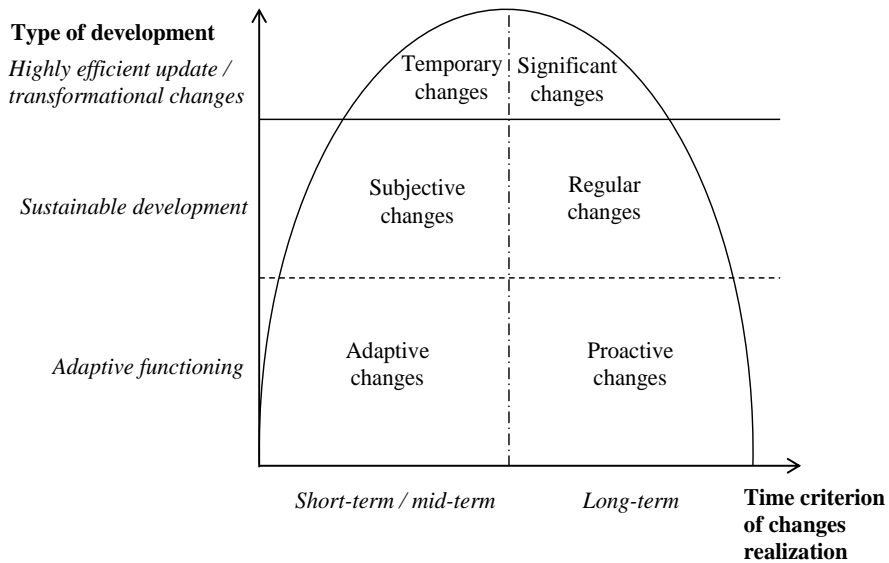 Type of development
Highly efficient update /
transformational changes
Temporary
changes
Significant
changes
Sustainable development
Subjective
changes
Regular
changes
Adaptive functioning
Adaptive
changes
Proactive
changes
Short-term / mid-term
Long-term
Time criterion
of changes
realization